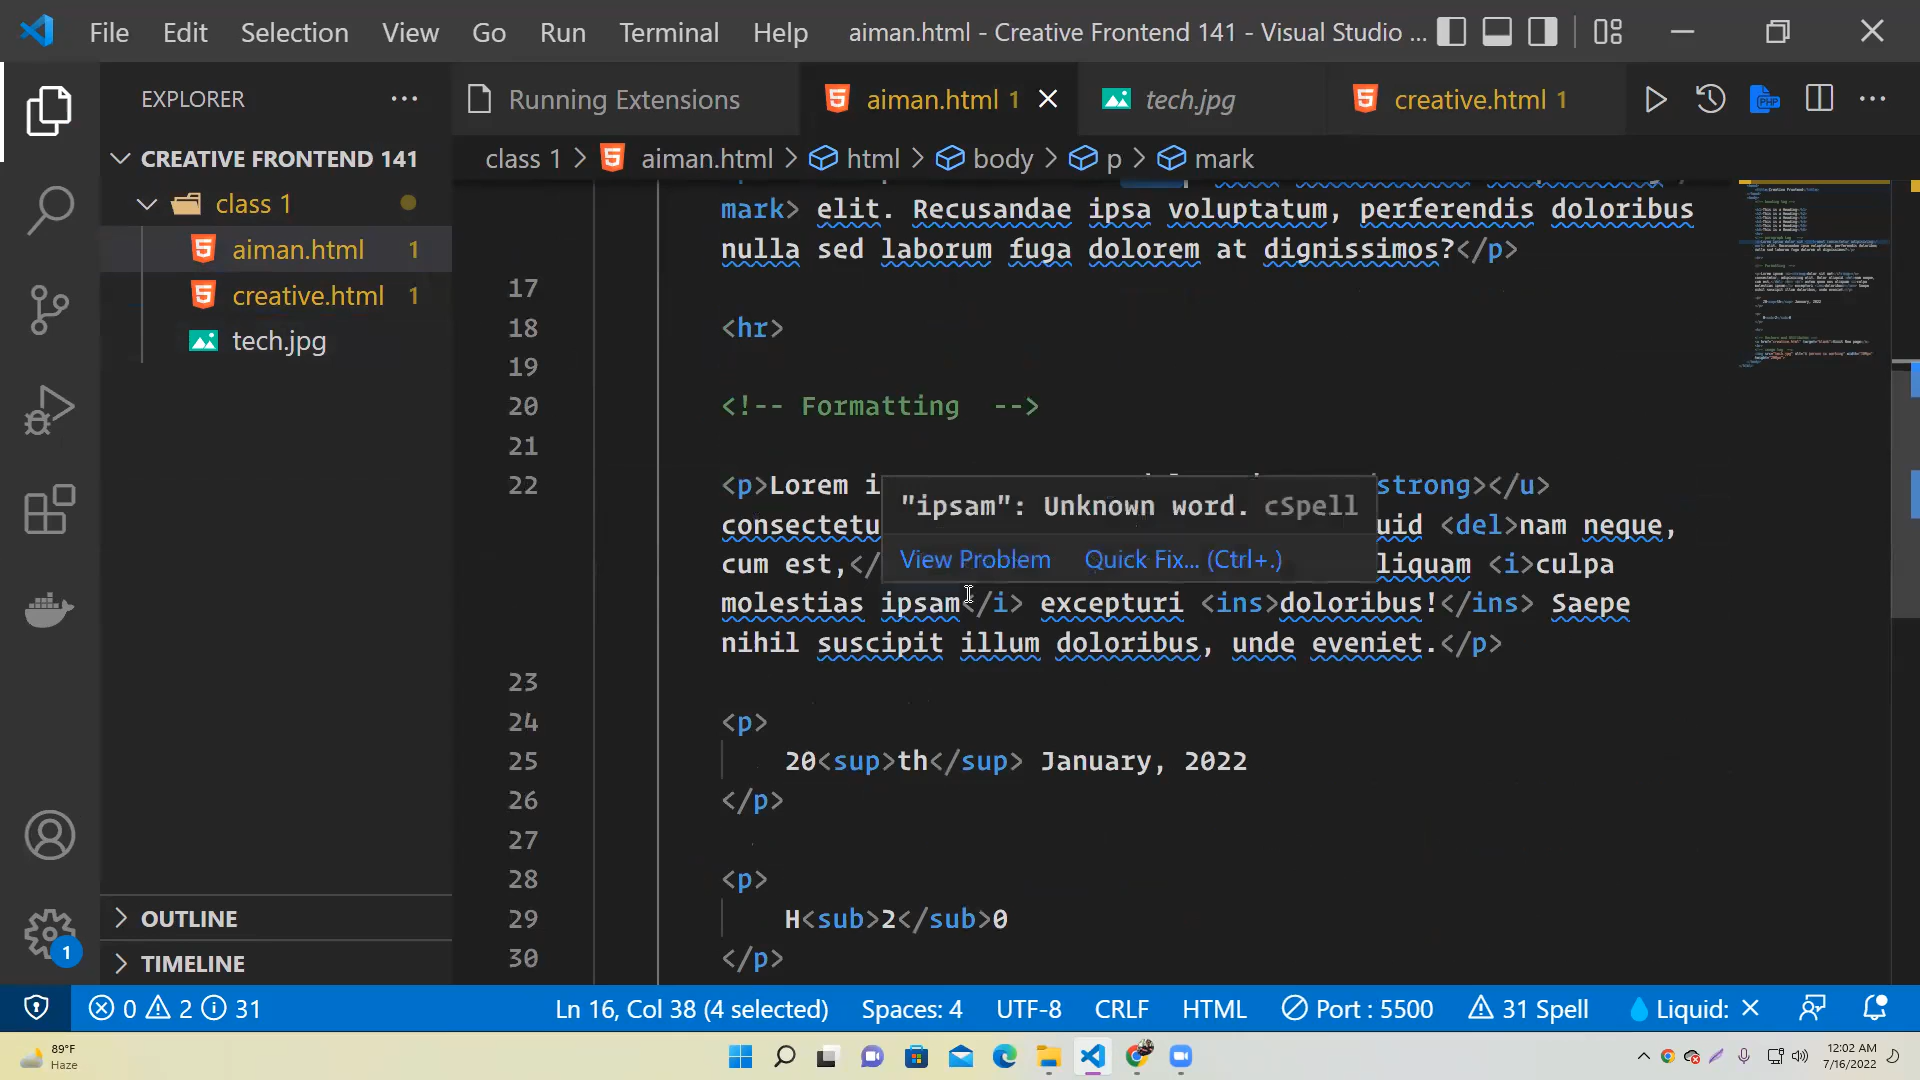 File Edit Selection View Go Run Terminal Help aiman.html - Creative Frontend 141 - Visual Studio ...
EXPLORER
Running Extensions aiman.html 1 tech.jpg creative.html 1
CREATIVE FRONTEND 141
class 1
aiman.html 1
creative.html 1
tech.jpg
OUTLINE
TIMELINE
class 1 > aiman.html > html > body > p > mark
mark> elit. Recusandae ipsa voluptatum, perferendis doloribus
nulla sed laborum fuga dolorem at dignissimos?</p>
17
18 <hr>
19
20 <!-- Formatting -->
21
22 <p>Lorem i strong></u>
"ipsam": Unknown word. cSpell
consectetu uid <del>nam neque,
View Problem Quick Fix... (Ctrl+.)
cum est,</ liquam <i>culpa
molestias ipsam</i> excepturi <ins>doloribus!</ins> Saepe
nihil suscipit illum doloribus, unde eveniet.</p>
23
24 <p>
25 20<sup>th</sup> January, 2022
26 </p>
27
28 <p>
29 H<sub>2</sub>0
30 </p>
1
0 2 31 Ln 16, Col 38 (4 selected) Spaces: 4 UTF-8 CRLF HTML Port : 5500 31 Spell Liquid:
89°F
Haze
12:02 AM
7/16/2022